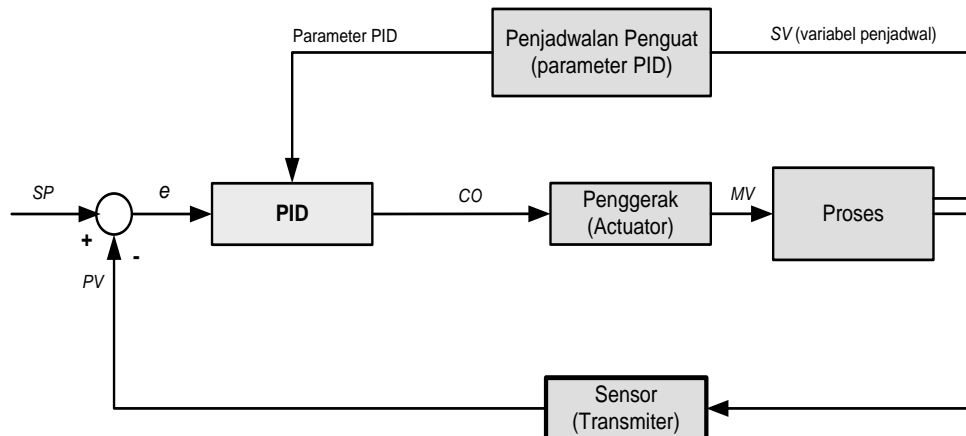 Parameter PID
Penjadwalan Penguat
(parameter PID)
SV (variabel penjadwal)
SP
e
PID
CO
Penggerak
(Actuator)
MV
Proses
+
-
PV
Sensor
(Transmiter)